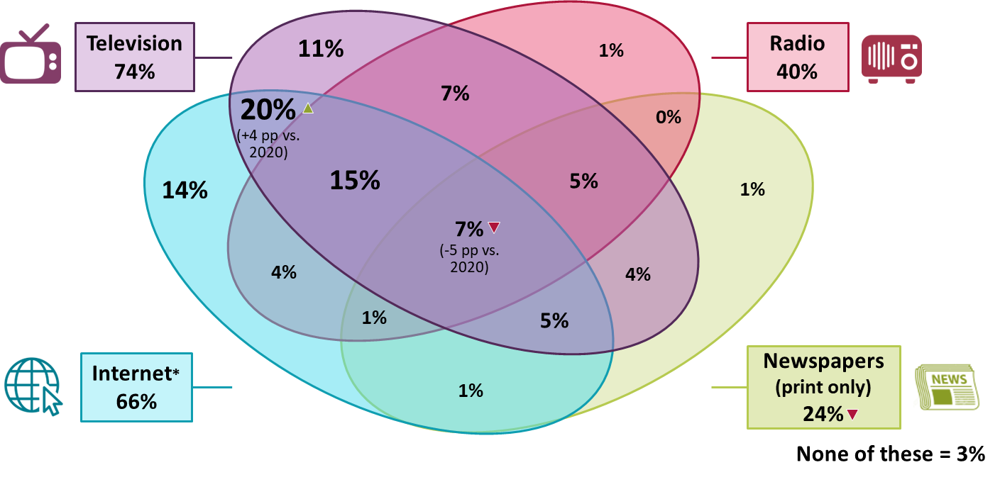 Television
74%
Radio
40%
11%
1%
7%
20%
(+4 pp vs.
2020)
0%
15%
5%
14%
1%
7%
(-5 pp vs.
2020)
4%
4%
1%
5%
1%
Internet*
66%
Newspapers
(print only)
24%
NEWS
None of these = 3%